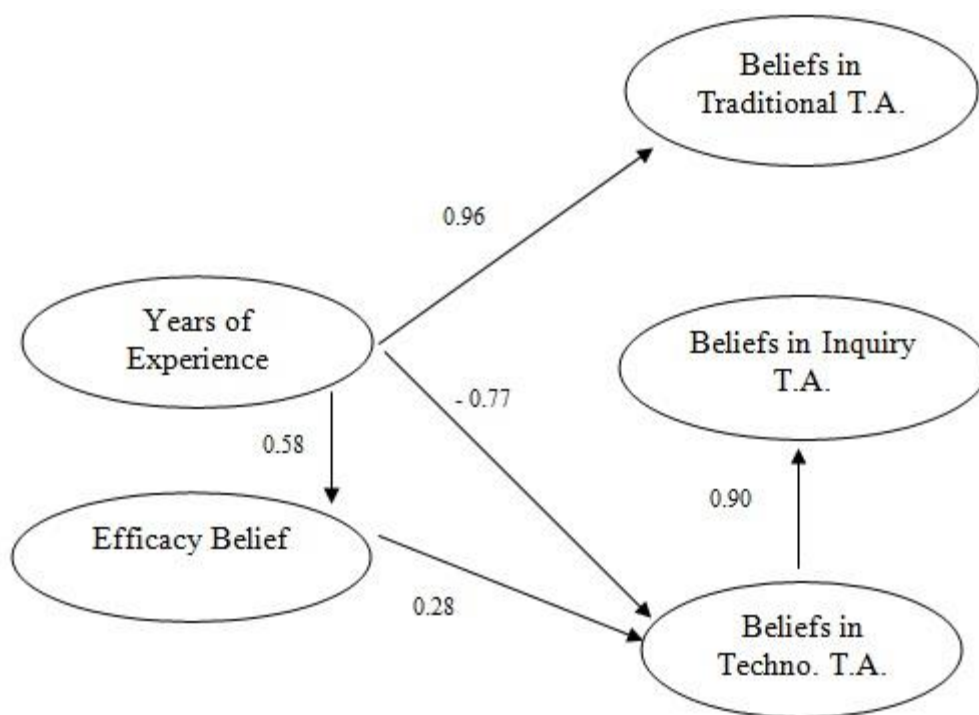 Beliefs in
Traditional T.A.
0.96
Years of
Experience
Beliefs in Inquiry
T.A.
- 0.77
0.58
0.90
Efficacy Belief
0.28
Beliefs in
Techno. T.A.